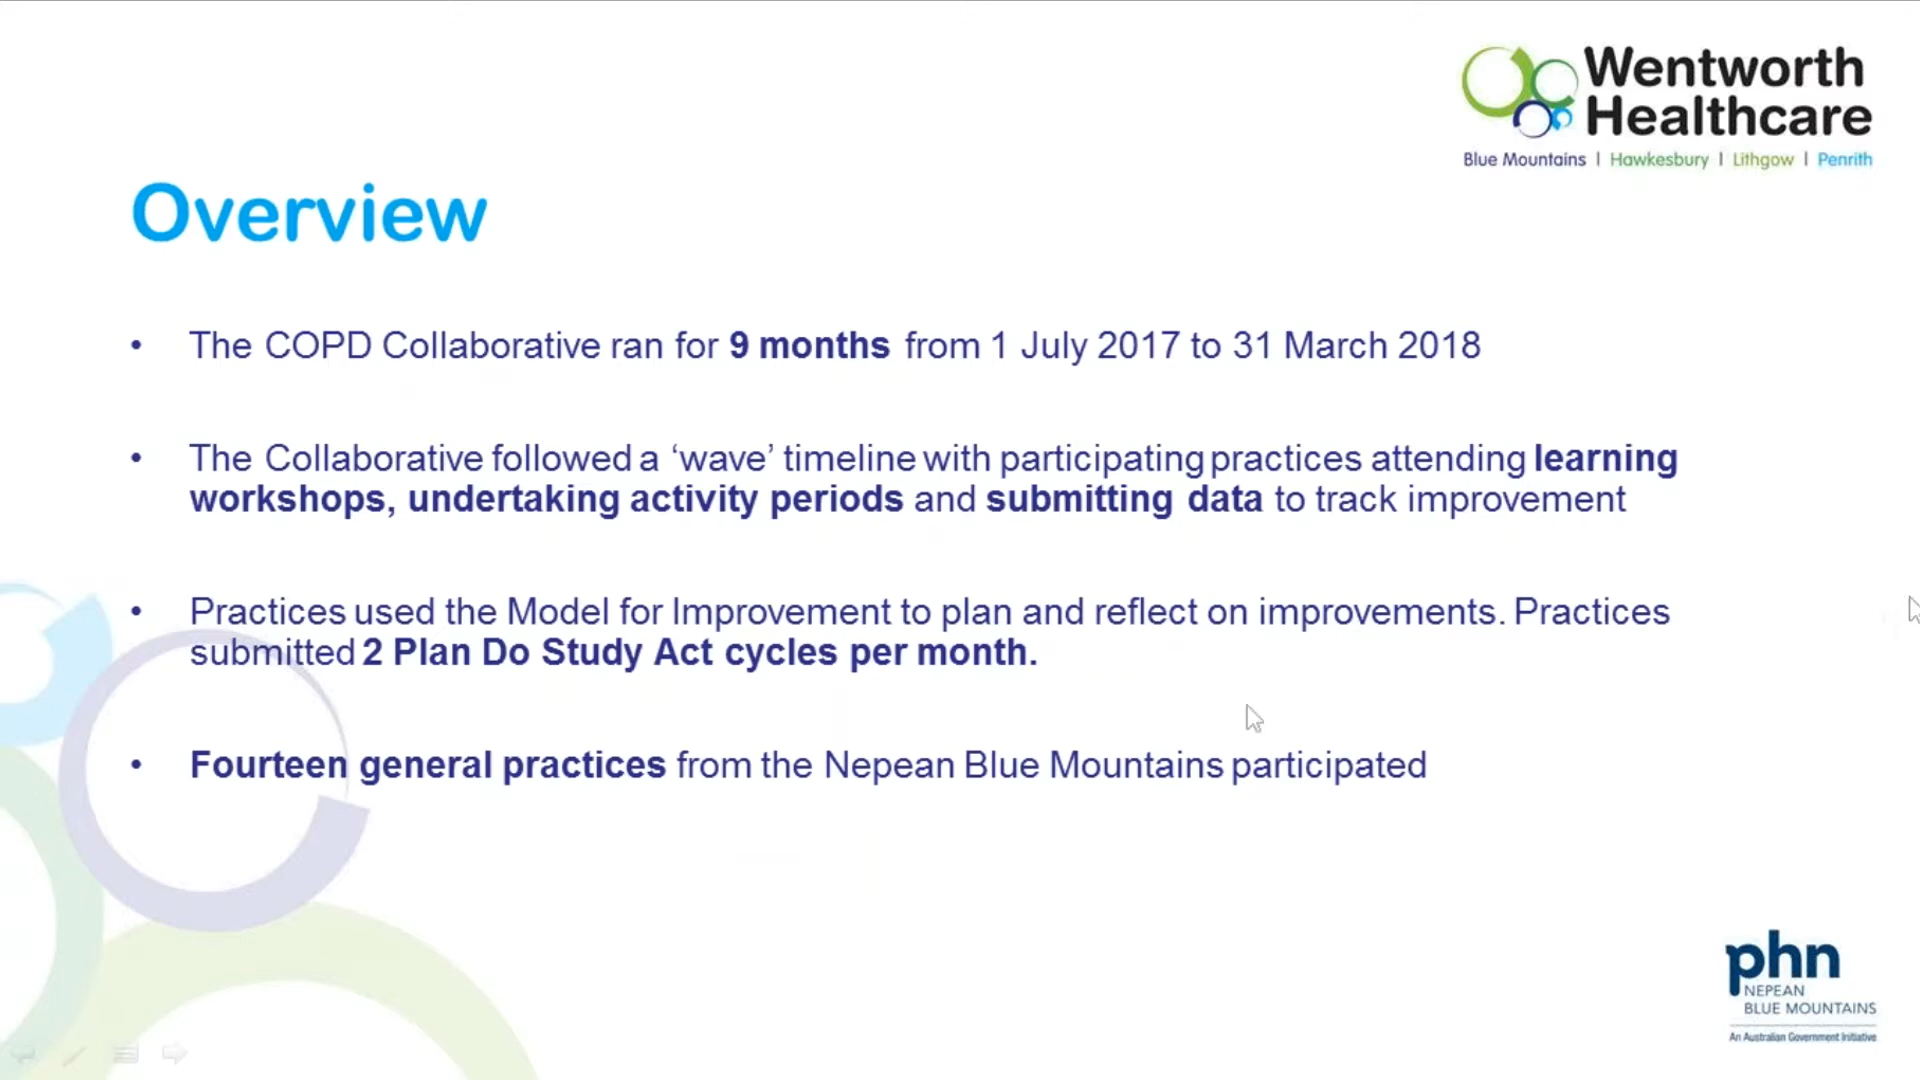 Wentworth
Healthcare
Blue Mountains | Hawkesbury | Lithgow | Penrith
Overview
• The COPD Collaborative ran for 9 months from 1 July 2017 to 31 March 2018
• The Collaborative followed a ‘wave’ timeline with participating practices attending learning
workshops, undertaking activity periods and submitting data to track improvement
• Practices used the Model for Improvement to plan and reflect on improvements. Practices
submitted 2 Plan Do Study Act cycles per month.
• Fourteen general practices from the Nepean Blue Mountains participated
phn
NEPEAN
BLUE MOUNTAINS
An Australian Government Initiative